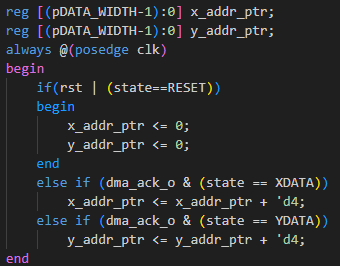 reg [(pDATA_WIDTH-1):0] x_addr_ptr;
reg [(pDATA_WIDTH-1):0] y_addr_ptr;
always @(posedge clk)
begin
    if(rst | (state==RESET))
    begin
        x_addr_ptr <= 0;
        y_addr_ptr <= 0;
    end
    else if (dma_ack_o & (state == XDATA))
        x_addr_ptr <= x_addr_ptr + 'd4;
    else if (dma_ack_o & (state == YDATA))
        y_addr_ptr <= y_addr_ptr + 'd4;
end